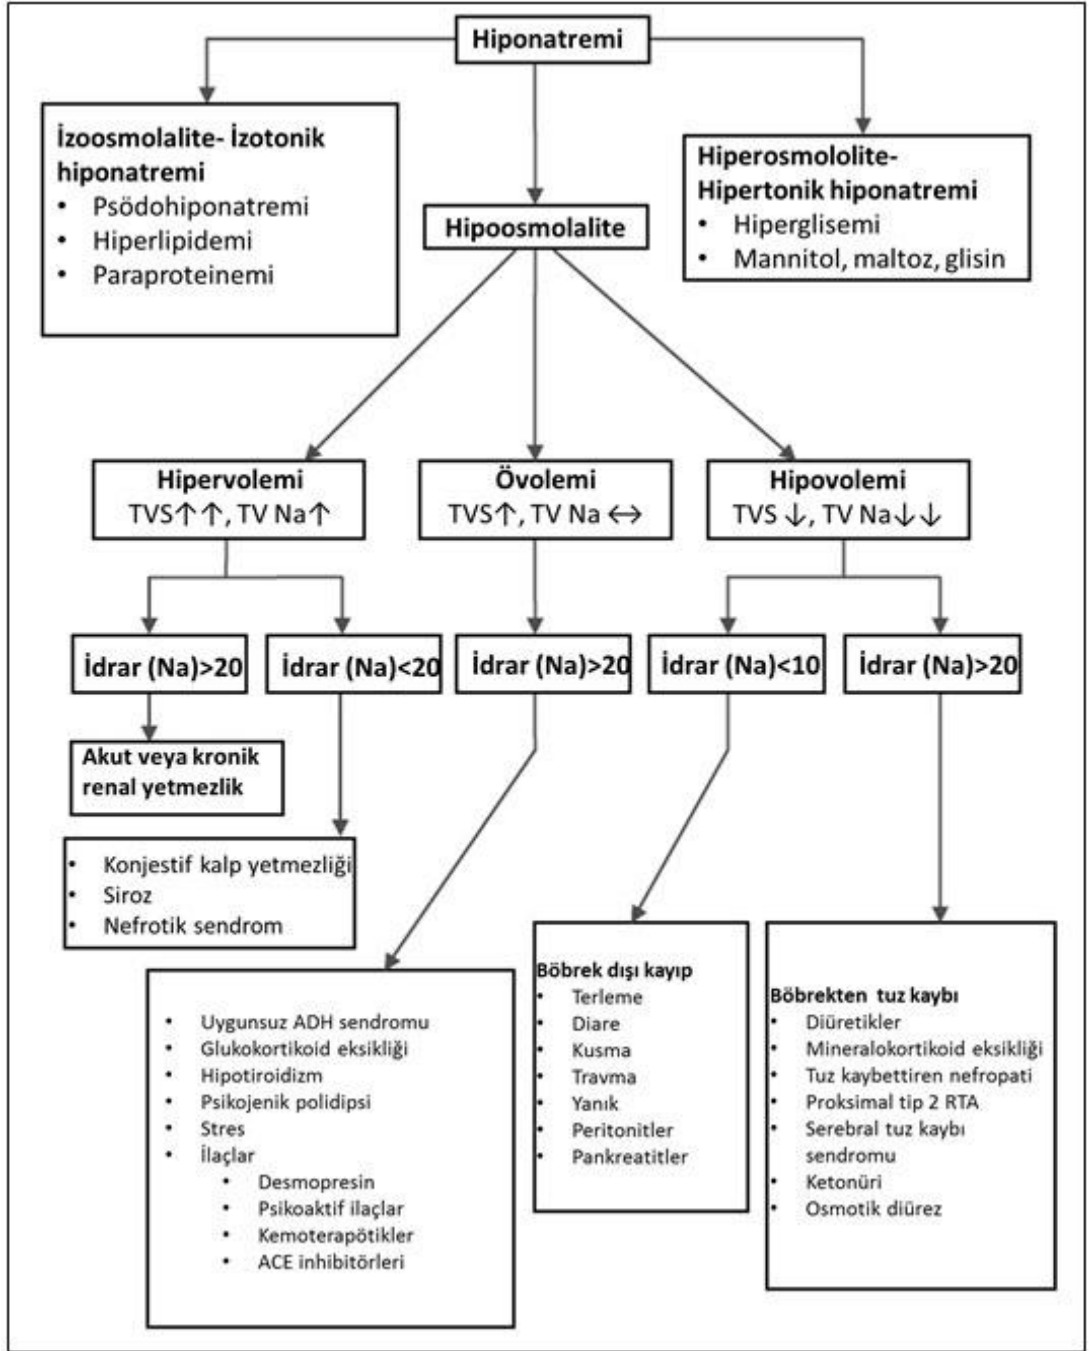 Hiponatremi
İzoosmolalite- İzotonik
hiponatremi
• Psödohiponatremi
• Hiperlipidemi
• Paraproteinemi
Hipoosmolalite
Hiperosmololite-
Hipertonik hiponatremi
• Hiperglisemi
• Mannitol, maltoz, glisin
Hipervolemi
TVS↑↑, TV Na↑
Övolemi
TVS↑, TV Na ↔
Hipovolemi
TVS ↓, TV Na↓↓
İdrar (Na)>20
İdrar (Na)<20
İdrar (Na)>20
İdrar (Na)<10
İdrar (Na)>20
Akut veya kronik
renal yetmezlik
• Konjestif kalp yetmezliği
• Siroz
• Nefrotik sendrom
• Uygunsuz ADH sendromu
• Glukokortikoid eksikliği
• Hipotiroidizm
• Psikojenik polidipsi
• Stres
• İlaçlar
• Desmopresin
• Psikoaktif ilaçlar
• Kemoterapötikler
• ACE inhibitörleri
Böbrek dışı kayıp
• Terleme
• Diare
• Kusma
• Travma
• Yanık
• Peritonitler
• Pankreatitler
Böbrekten tuz kaybı
• Diüretikler
• Mineralokortikoid eksikliği
• Tuz kaybettiren nefropati
• Proksimal tip 2 RTA
• Serebral tuz kaybı
sendromu
• Ketonüri
• Osmotik diürez